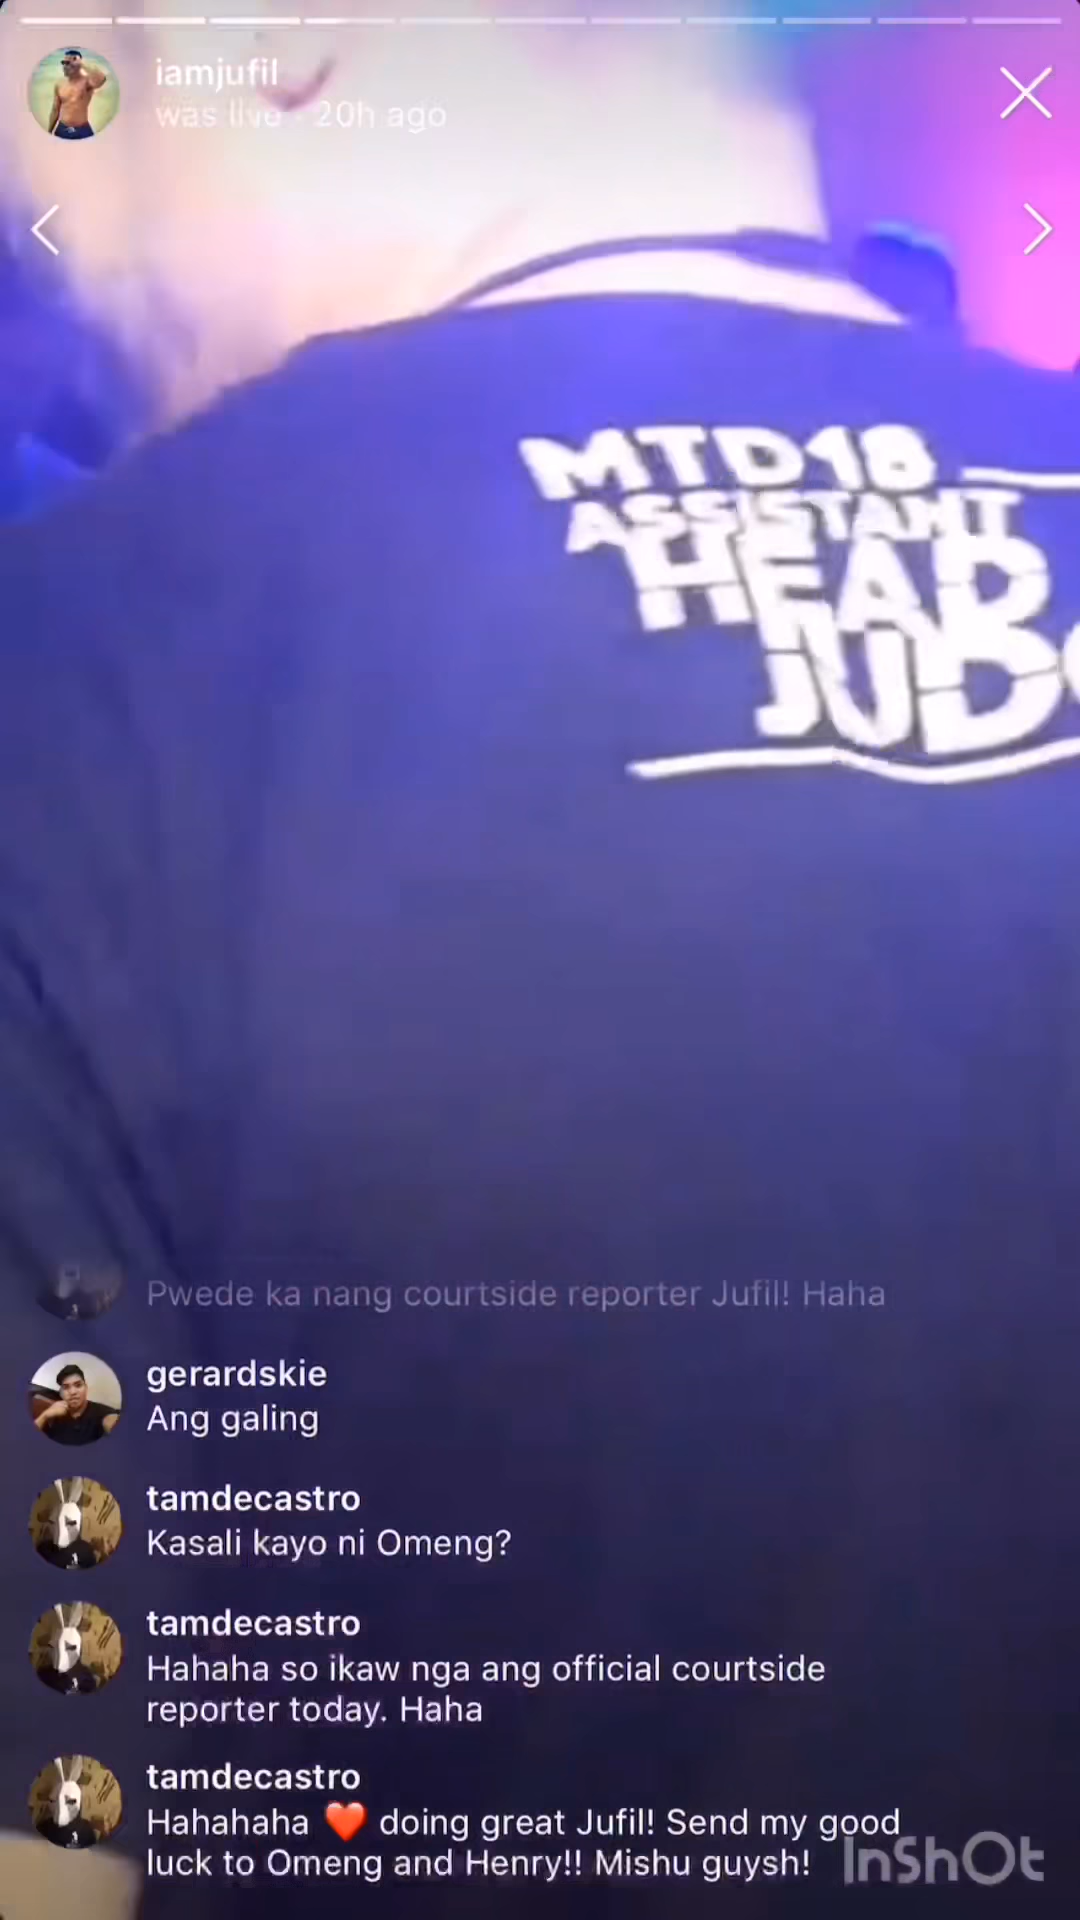 iamjufil
was live · 20h ago
MTD18
ASSISTANT
HEAD
Pwede ka nang courtside reporter Jufil! Haha
gerardskie
Ang galing
tamdecastro
Kasali kayo ni Omeng?
tamdecastro
Hahaha so ikaw nga ang official courtside
reporter today. Haha
tamdecastro
Hahahaha ❤️ doing great Jufil! Send my good
luck to Omeng and Henry!! Mishu guysh!
InShOt